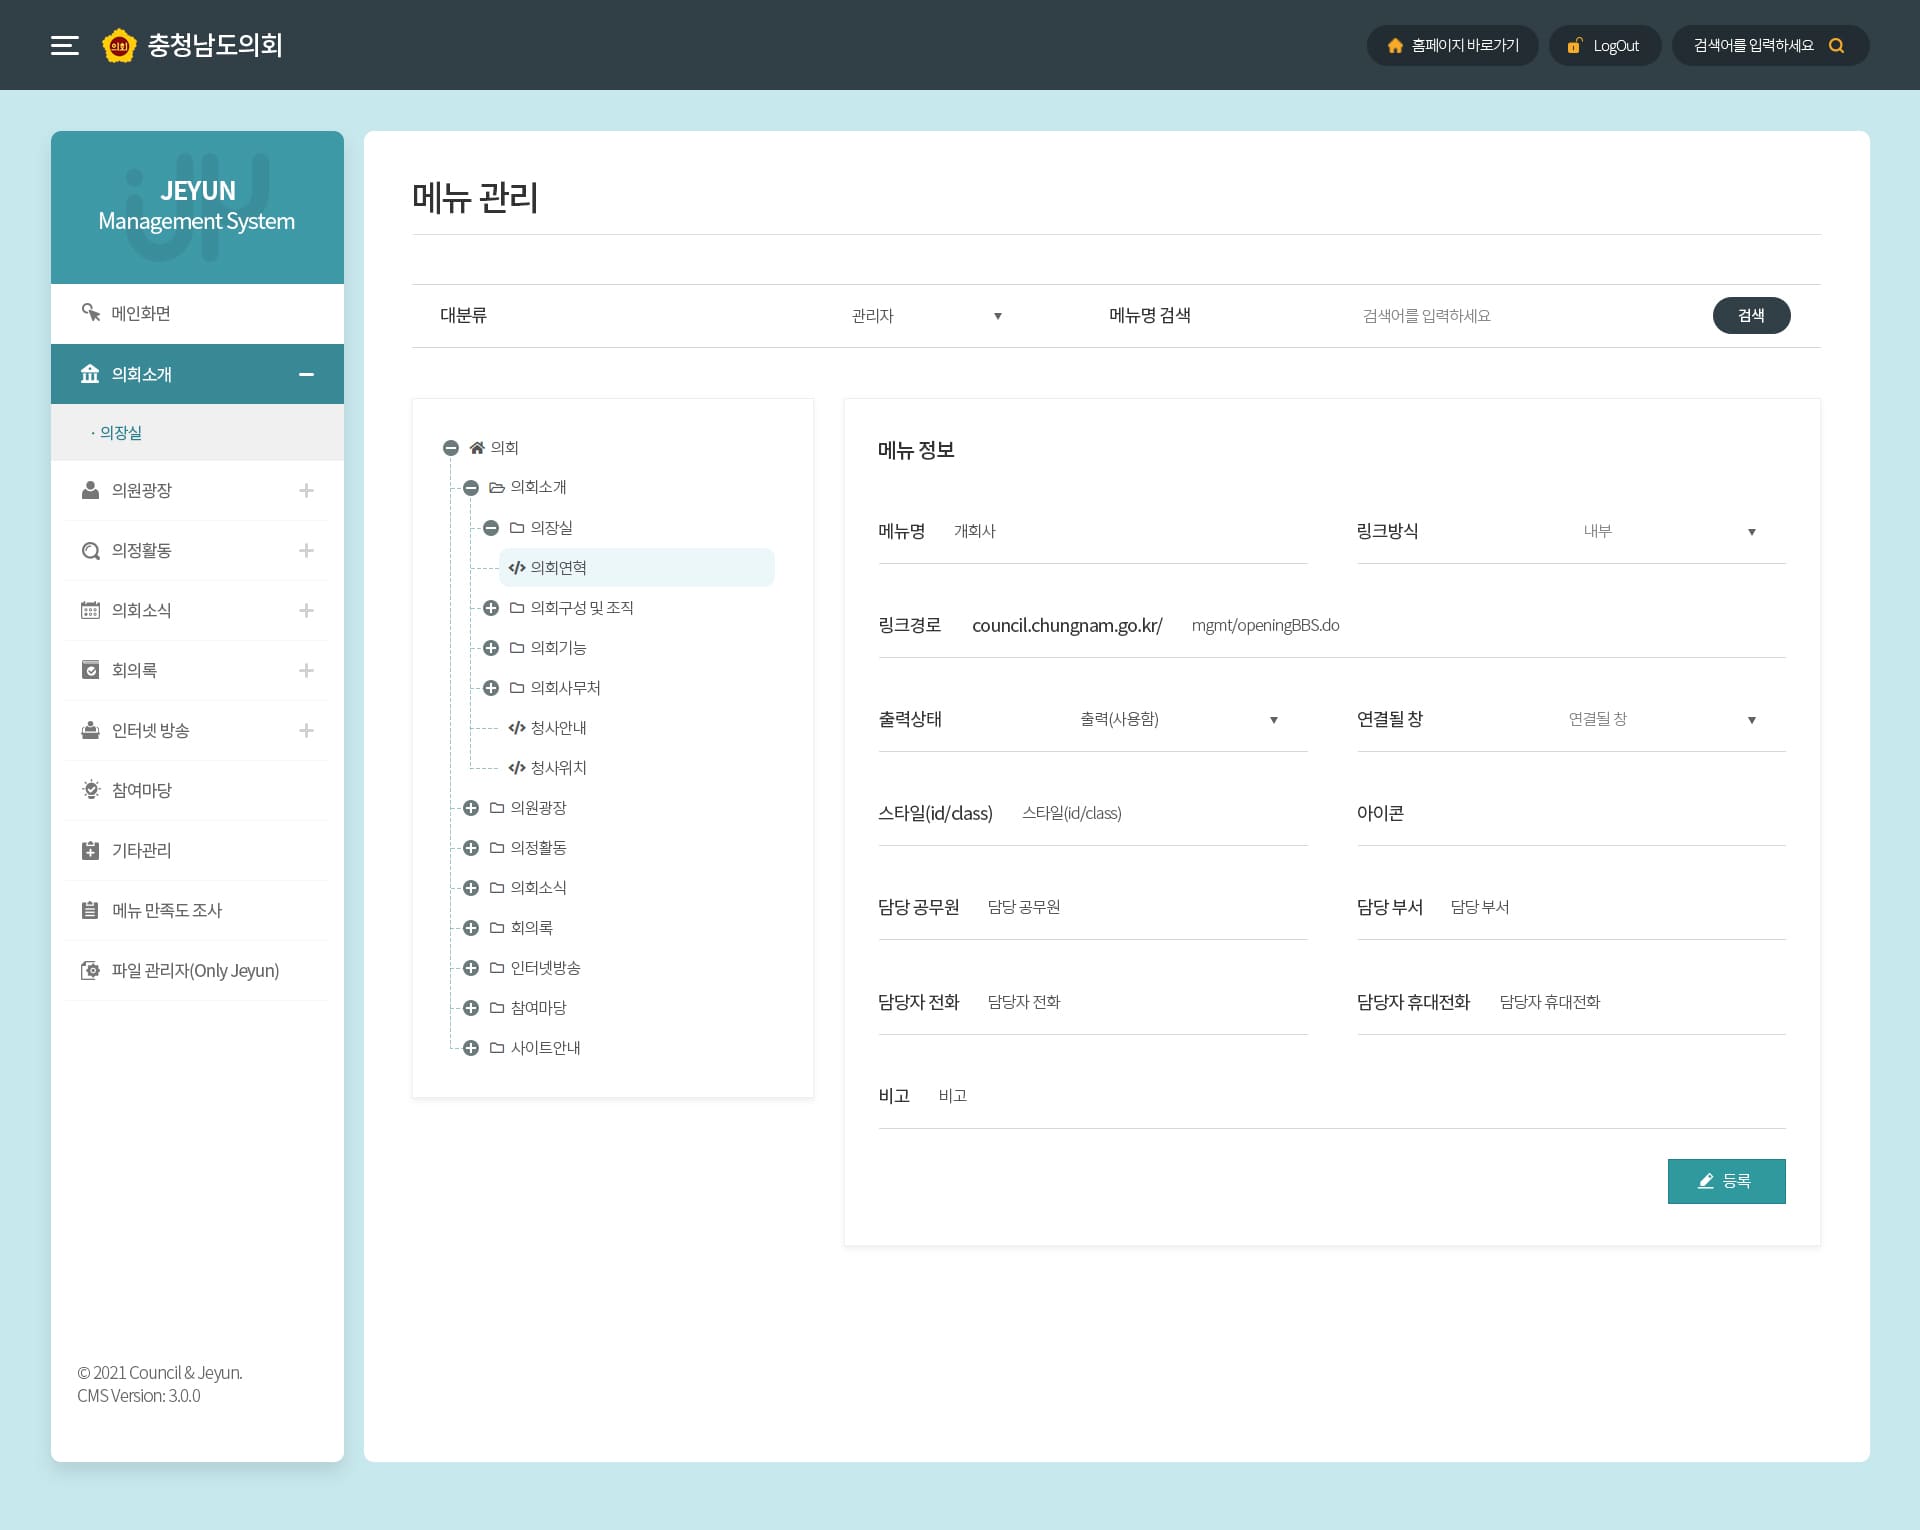 충청남도의회
홈페이지 바로가기
LogOut
검색어를 입력하세요
JEYUN
Management System
메인화면
의회소개
· 의장실
의원광장
의정활동
의회소식
회의록
인터넷 방송
참여마당
기타관리
메뉴 만족도 조사
파일 관리자(Only Jeyun)
© 2021 Council & Jeyun.
CMS Version: 3.0.0
메뉴 관리
대분류
관리자
메뉴명 검색
검색어를 입력하세요
검색
의회
의회소개
의장실
의회연혁
의회구성 및 조직
의회기능
의회사무처
청사안내
청사위치
의원광장
의정활동
의회소식
회의록
인터넷방송
참여마당
사이트안내
메뉴 정보
메뉴명 개회사
링크방식 내부
링크경로 council.chungnam.go.kr/ mgmt/openingBBS.do
출력상태 출력(사용함)
연결될 창 연결될 창
스타일(id/class) 스타일(id/class)
아이콘
담당 공무원 담당 공무원
담당 부서 담당 부서
담당자 전화 담당자 전화
담당자 휴대전화 담당자 휴대전화
비고 비고
등록